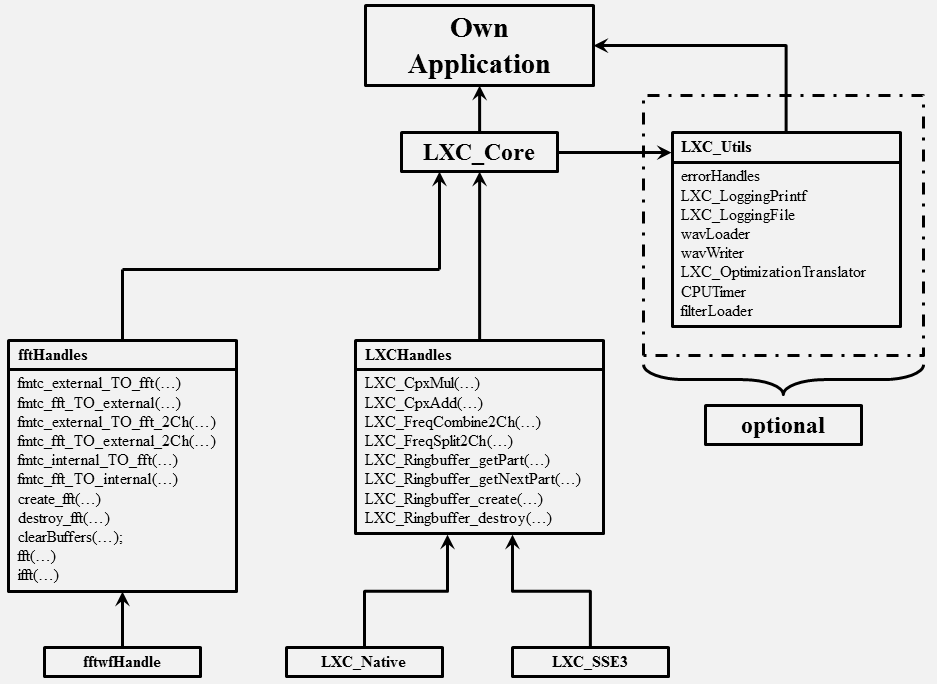 Own
Application
LXC_Core
LXC_Utils
errorHandles
LXC_LoggingPrintf
LXC_LoggingFile
wavLoader
wavWriter
LXC_OptimizationTranslator
CPUTimer
filterLoader
optional
fftHandles
fmtc_external_TO_fft(…)
fmtc_fft_TO_external(…)
fmtc_external_TO_fft_2Ch(…)
fmtc_fft_TO_external_2Ch(…)
fmtc_internal_TO_fft(…)
fmtc_fft_TO_internal(…)
create_fft(…)
destroy_fft(…)
clearBuffers(…);
fft(…)
ifft(…)
LXCHandles
LXC_CpxMul(…)
LXC_CpxAdd(…)
LXC_FreqCombine2Ch(…)
LXC_FreqSplit2Ch(…)
LXC_Ringbuffer_getPart(…)
LXC_Ringbuffer_getNextPart(…)
LXC_Ringbuffer_create(…)
LXC_Ringbuffer_destroy(…)
fftwfHandle
LXC_Native
LXC_SSE3